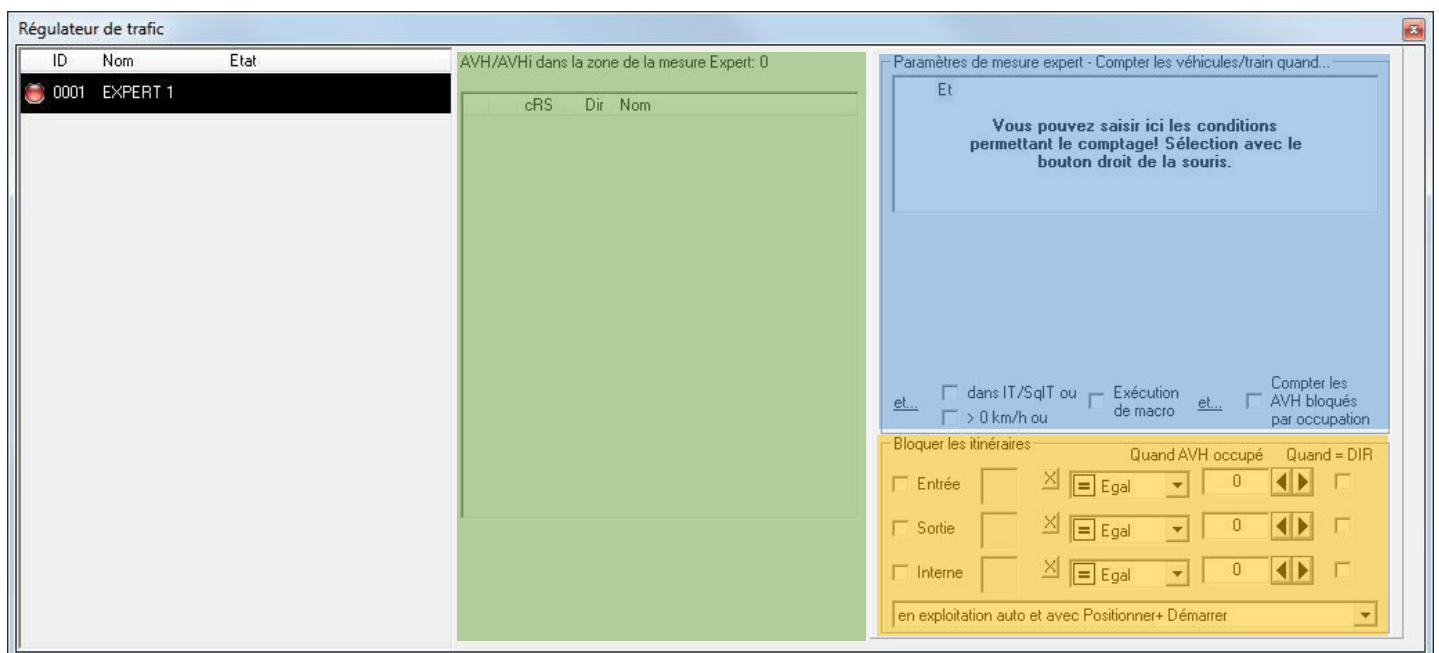 Régulateur de trafic
ID Nom Etat
0001 EXPERT 1
AVH/AVHi dans la zone de la mesure Expert: 0
cRS Dir Nom
Paramètres de mesure expert - Compter les véhicules/train quand...
Et
Vous pouvez saisir ici les conditions
permettant le comptage! Sélection avec le
bouton droit de la souris.
et...
dans IT/SqIT ou
> 0 km/h ou
Exécution
de macro
et...
Compter les
AVH bloqués
par occupation
Bloquer les itinéraires
Quand AVH occupé Quand = DIR
Entrée X = Egal 0
Sortie X = Egal 0
Interne X = Egal 0
en exploitation auto et avec Positionner+ Démarrer